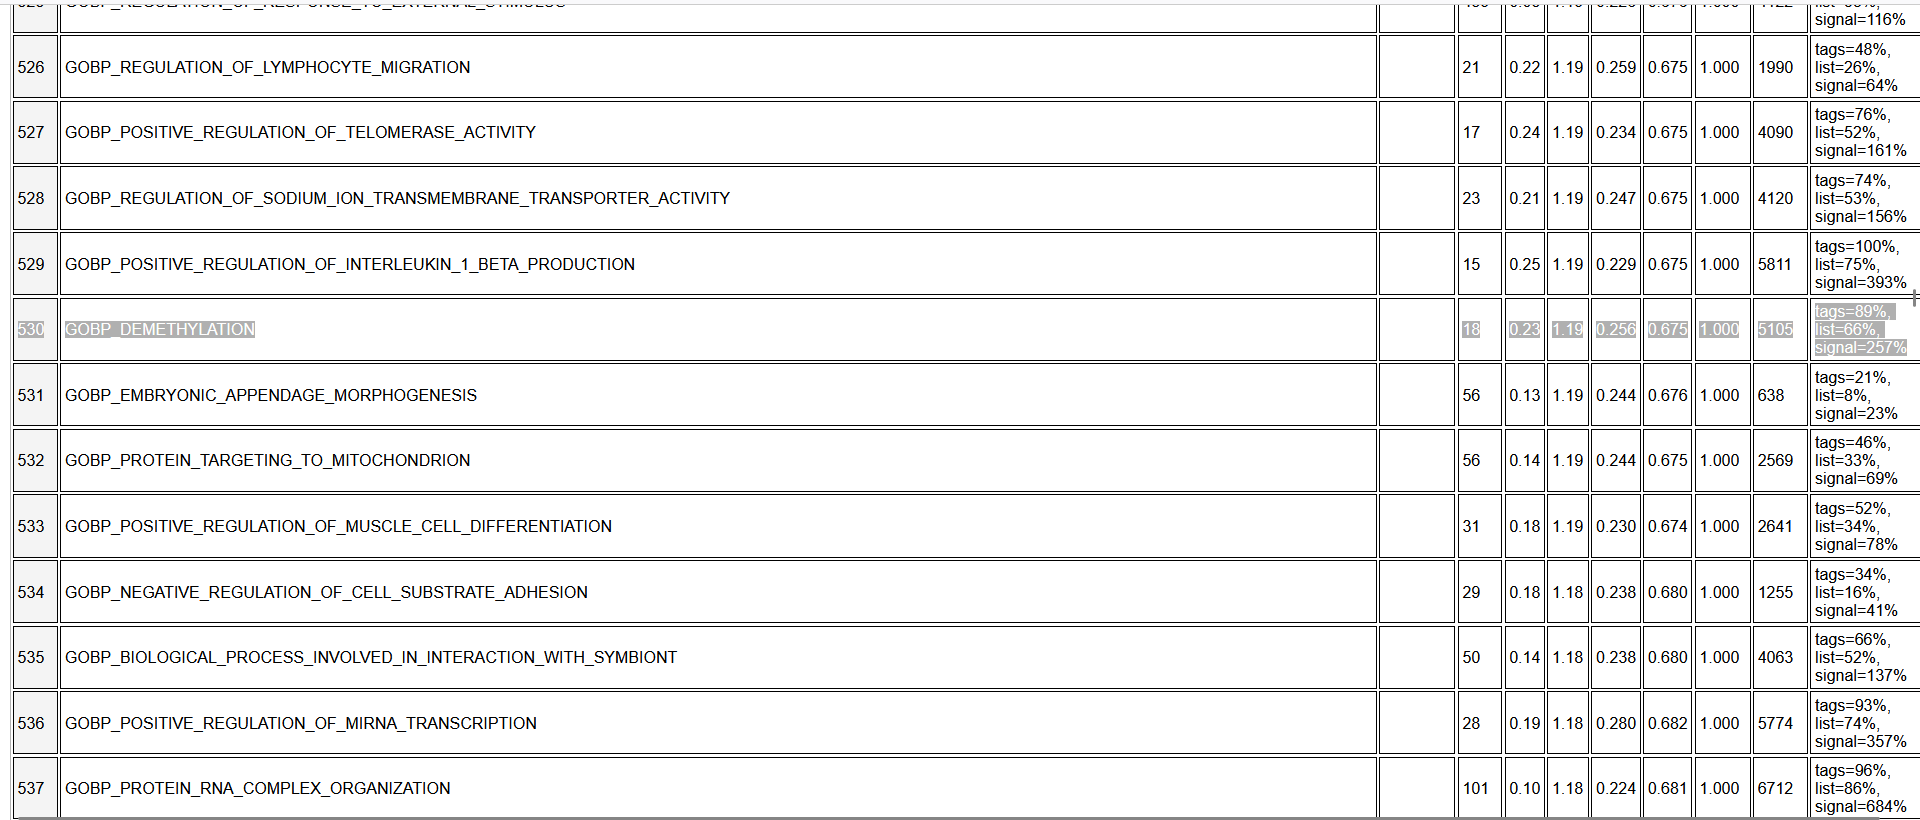 signal=116%
526 GOBP_REGULATION_OF_LYMPHOCYTE_MIGRATION 21 0.22 1.19 0.259 0.675 1.000 1990 tags=48%,
list=26%,
signal=64%
527 GOBP_POSITIVE_REGULATION_OF_TELOMERASE_ACTIVITY 17 0.24 1.19 0.234 0.675 1.000 4090 tags=76%,
list=52%,
signal=161%
528 GOBP_REGULATION_OF_SODIUM_ION_TRANSMEMBRANE_TRANSPORTER_ACTIVITY 23 0.21 1.19 0.247 0.675 1.000 4120 tags=74%,
list=53%,
signal=156%
529 GOBP_POSITIVE_REGULATION_OF_INTERLEUKIN_1_BETA_PRODUCTION 15 0.25 1.19 0.229 0.675 1.000 5811 tags=100%,
list=75%,
signal=393%
530 GOBP_DEMETHYLATION 18 0.23 1.19 0.256 0.675 1.000 5105 tags=89%,
list=66%,
signal=257%
531 GOBP_EMBRYONIC_APPENDAGE_MORPHOGENESIS 56 0.13 1.19 0.244 0.676 1.000 638 tags=21%,
list=8%,
signal=23%
532 GOBP_PROTEIN_TARGETING_TO_MITOCHONDRION 56 0.14 1.19 0.244 0.675 1.000 2569 tags=46%,
list=33%,
signal=69%
533 GOBP_POSITIVE_REGULATION_OF_MUSCLE_CELL_DIFFERENTIATION 31 0.18 1.19 0.230 0.674 1.000 2641 tags=52%,
list=34%,
signal=78%
534 GOBP_NEGATIVE_REGULATION_OF_CELL_SUBSTRATE_ADHESION 29 0.18 1.18 0.238 0.680 1.000 1255 tags=34%,
list=16%,
signal=41%
535 GOBP_BIOLOGICAL_PROCESS_INVOLVED_IN_INTERACTION_WITH_SYMBIONT 50 0.14 1.18 0.238 0.680 1.000 4063 tags=66%,
list=52%,
signal=137%
536 GOBP_POSITIVE_REGULATION_OF_MIRNA_TRANSCRIPTION 28 0.19 1.18 0.280 0.682 1.000 5774 tags=93%,
list=74%,
signal=357%
537 GOBP_PROTEIN_RNA_COMPLEX_ORGANIZATION 101 0.10 1.18 0.224 0.681 1.000 6712 tags=96%,
list=86%,
signal=684%